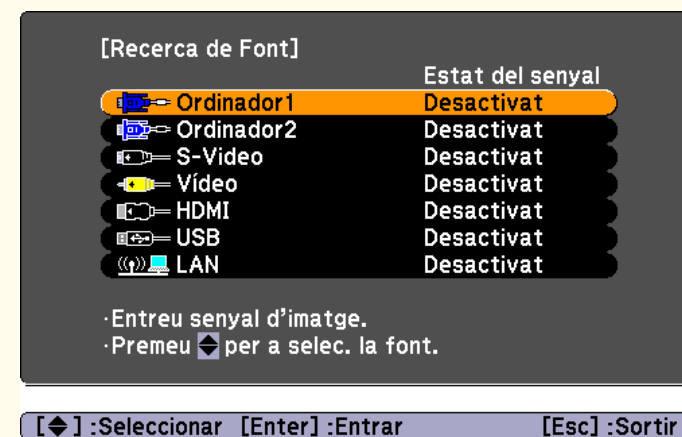 [Recerca de Font]
Estat del senyal
Ordinador1 Desactivat
Ordinador2 Desactivat
S-Video Desactivat
Vídeo Desactivat
HDMI Desactivat
USB Desactivat
LAN Desactivat
·Entreu senyal d'imatge.
·Premeu per a selec. la font.
[ ] :Seleccionar [Enter] :Entrar [Esc] :Sortir